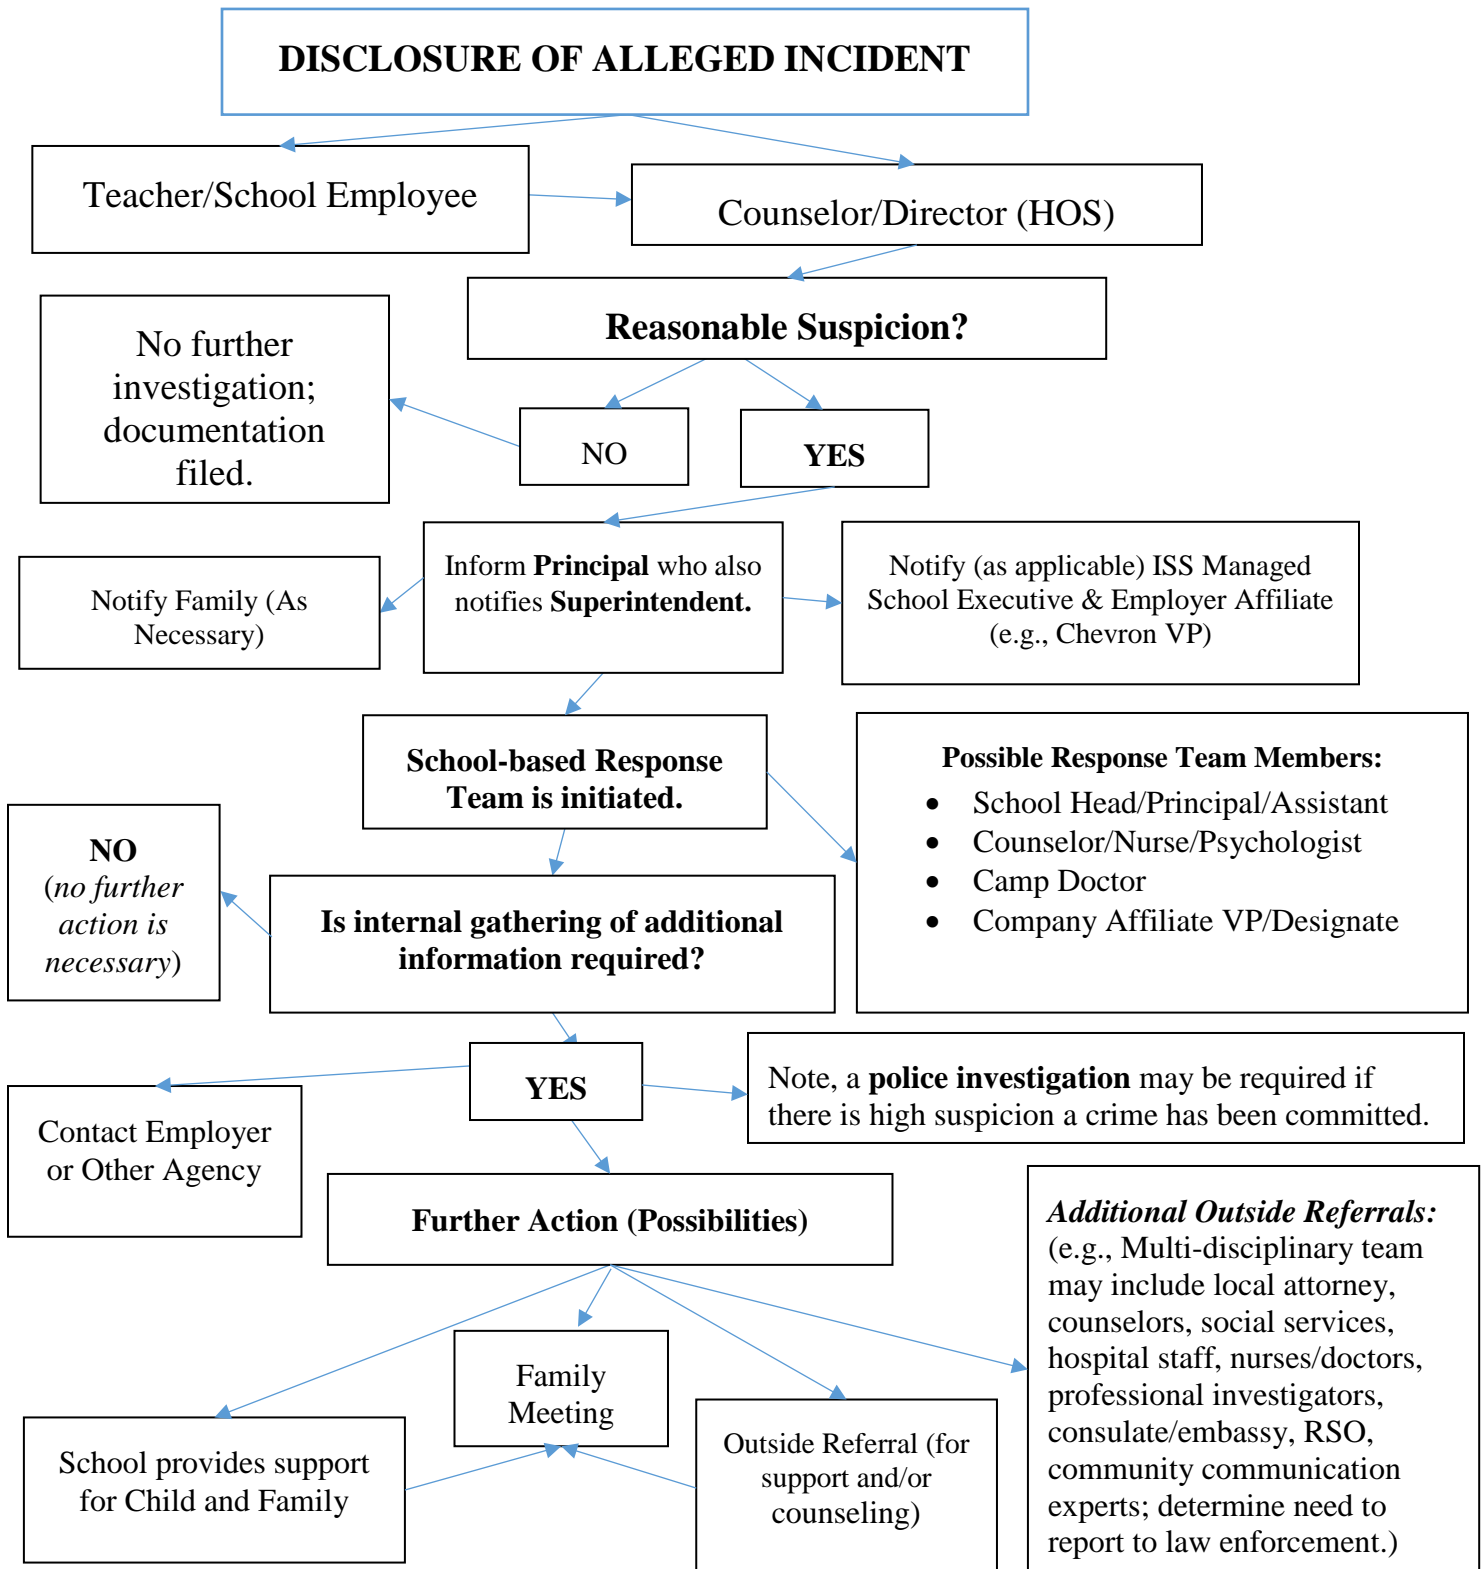 DISCLOSURE OF ALLEGED INCIDENT
Teacher/School Employee
Counselor/Director (HOS)
Reasonable Suspicion?
No further
investigation;
documentation
filed.
NO
YES
Inform Principal who also
notifies Superintendent.
Notify Family (As
Necessary)
Notify (as applicable) ISS Managed
School Executive & Employer Affiliate
(e.g., Chevron VP)
School-based Response
Team is initiated.
Possible Response Team Members:
• School Head/Principal/Assistant
• Counselor/Nurse/Psychologist
• Camp Doctor
• Company Affiliate VP/Designate
NO
(no further
action is
necessary)
Is internal gathering of additional
information required?
YES
Note, a police investigation may be required if
there is high suspicion a crime has been committed.
Contact Employer
or Other Agency
Further Action (Possibilities)
Additional Outside Referrals:
(e.g., Multi-disciplinary team
may include local attorney,
counselors, social services,
hospital staff, nurses/doctors,
professional investigators,
consulate/embassy, RSO,
community communication
experts; determine need to
report to law enforcement.)
Family
Meeting
School provides support
for Child and Family
Outside Referral (for
support and/or
counseling)